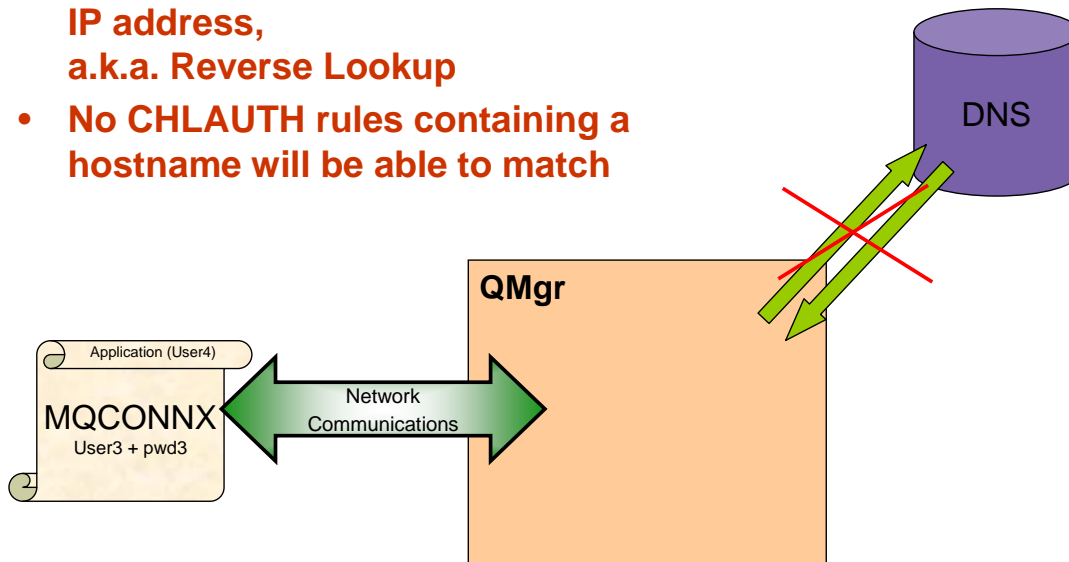 IP address,
a.k.a. Reverse Lookup
• No CHLAUTH rules containing a
hostname will be able to match
DNS
QMgr
Application (User4)
MQCONNX
User3 + pwd3
Network
Communications